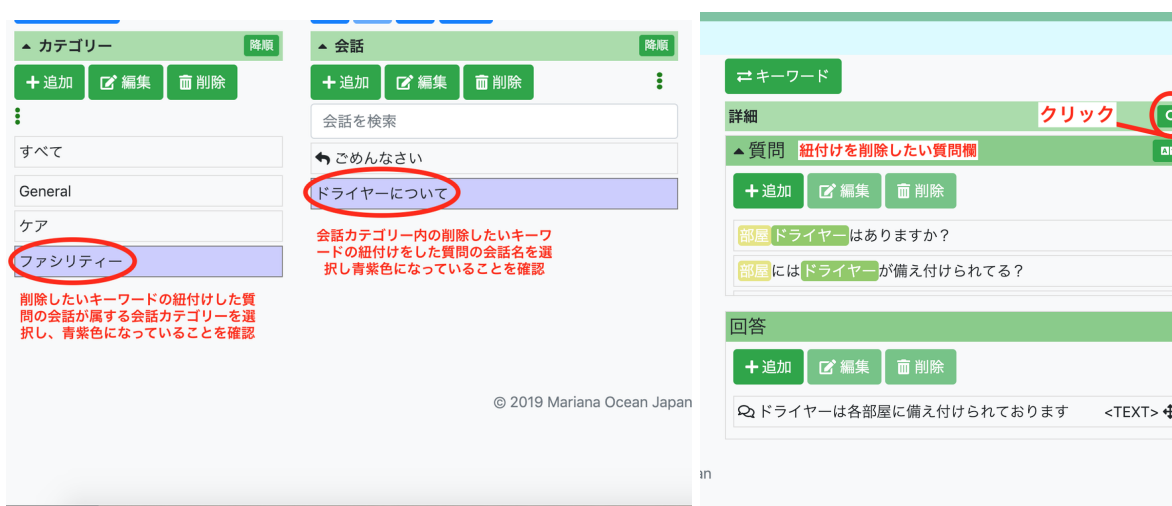 カテゴリー
降順
追加
編集
削除
すべて
General
ケア
ファシリティー
削除したいキーワードの紐付けした質
問の会話が属する会話カテゴリーを選
択し、青紫色になっていることを確認
会話
降順
追加
編集
削除
会話を検索
ごめんなさい
ドライヤーについて
会話カテゴリー内の削除したいキーワ
ードの紐付けをした質問の会話名を選
択し青紫色になっていることを確認
© 2019 Mariana Ocean Japan
キーワード
詳細
クリック
質問
紐付けを削除したい質問欄
追加
編集
削除
部屋ドライヤーはありますか？
部屋にはドライヤーが備え付けられてる？
回答
追加
編集
削除
ドライヤーは各部屋に備え付けられております <TEXT>
an